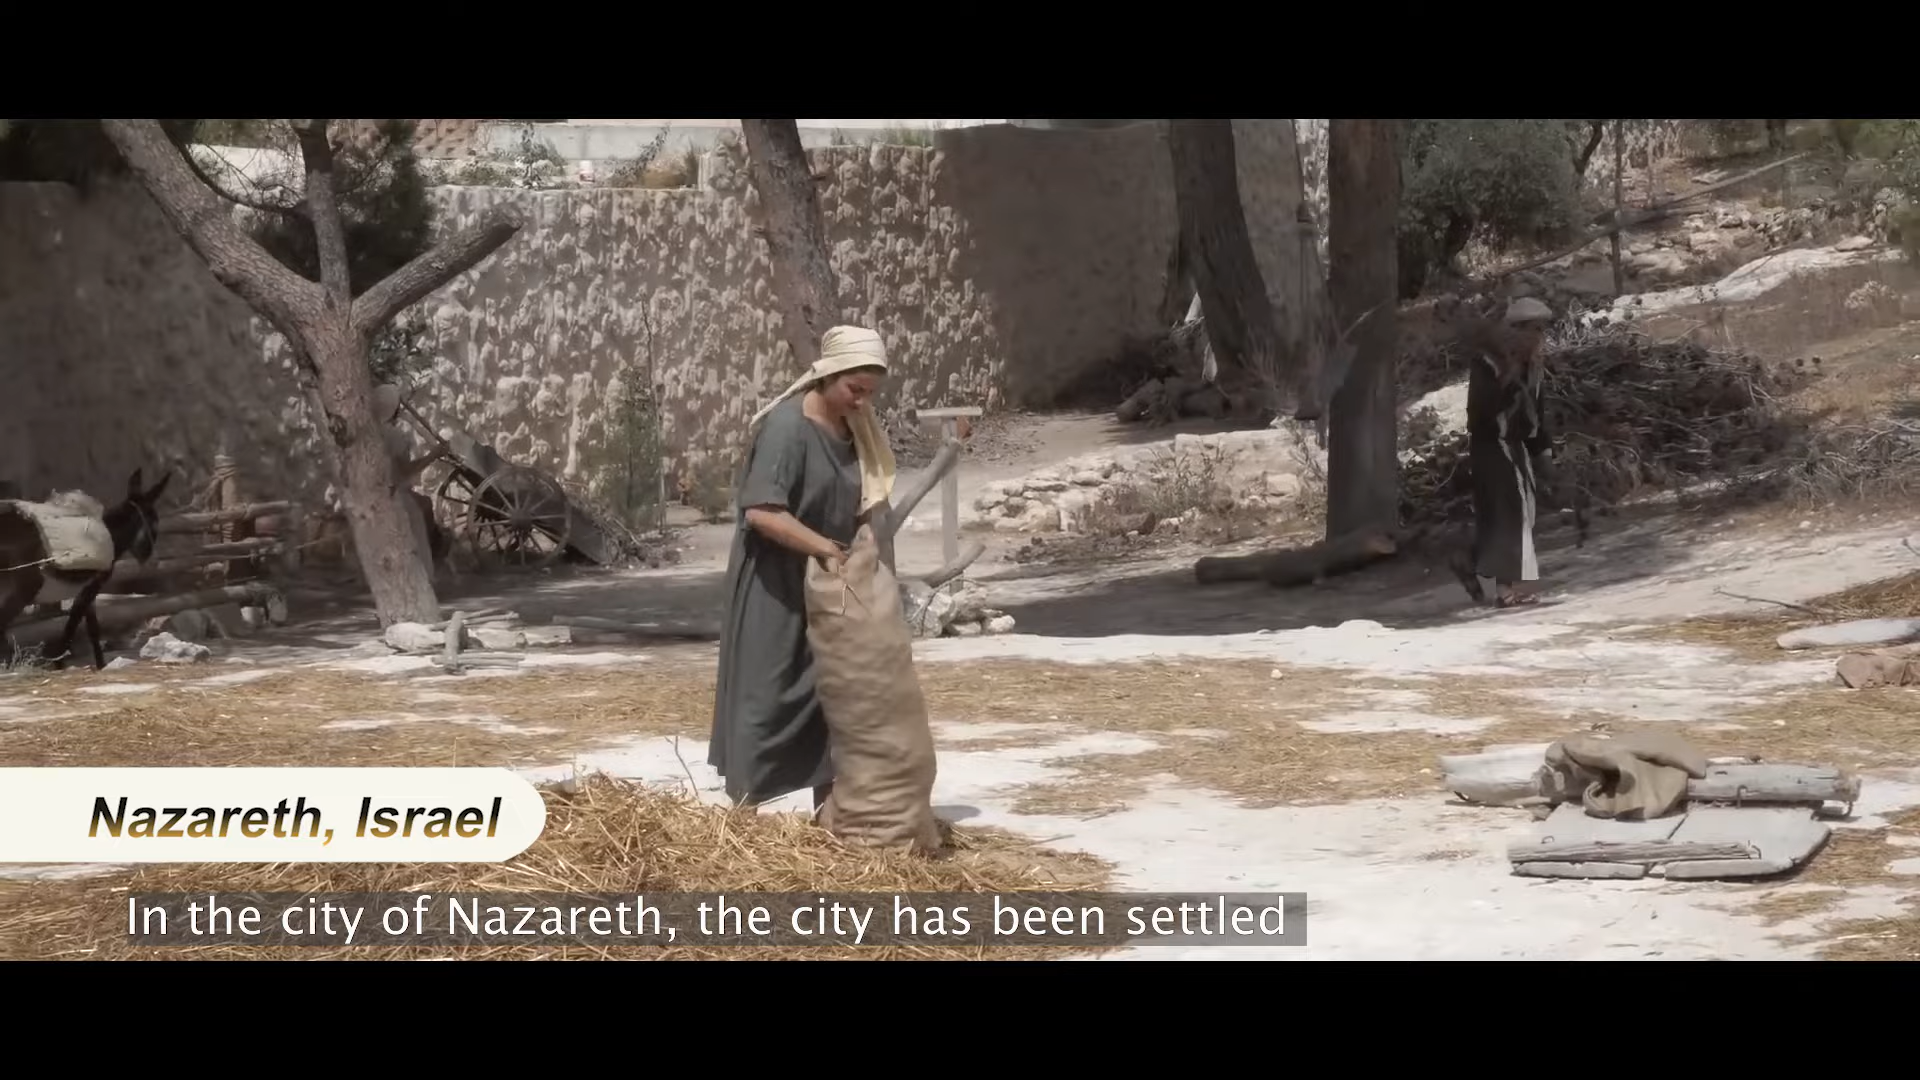 Nazareth, Israel
In the city of Nazareth, the city has been settled